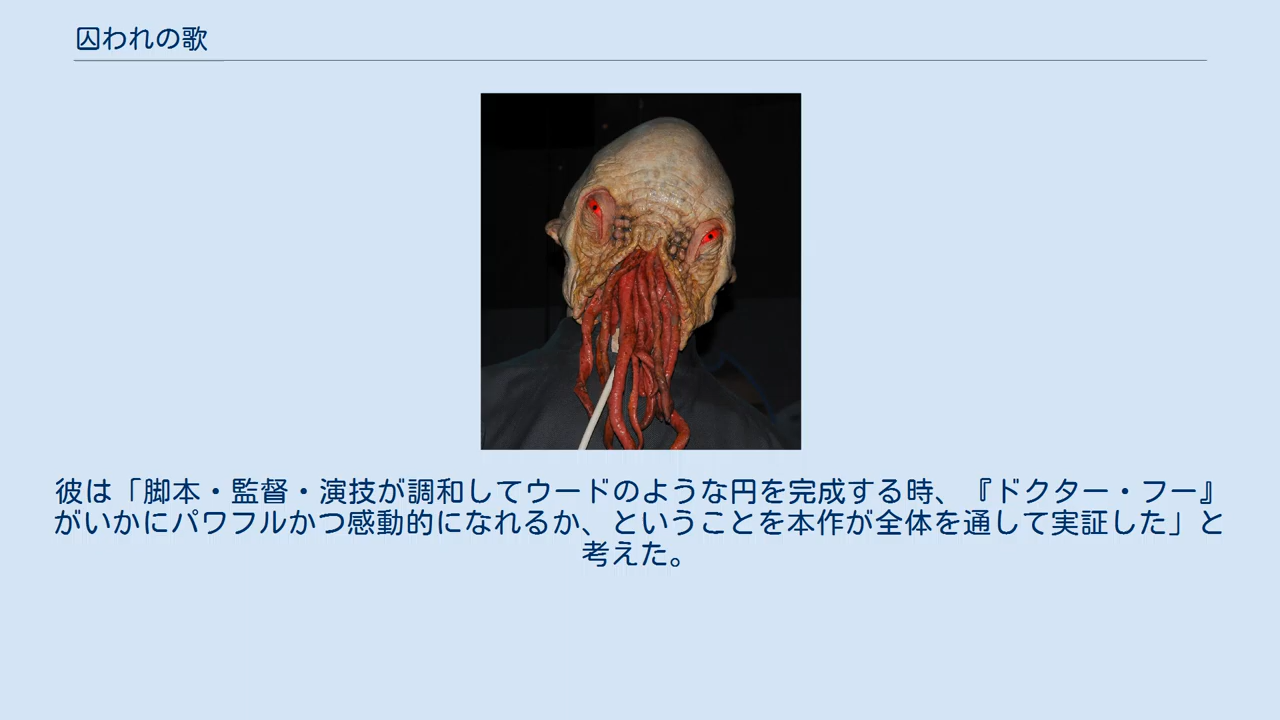 囚われの歌
彼は「脚本・監督・演技が調和してウードのような円を完成する時、『ドクター・フー』
がいかにパワフルかつ感動的になれるか、ということを本作が全体を通して実証した」と
考えた。